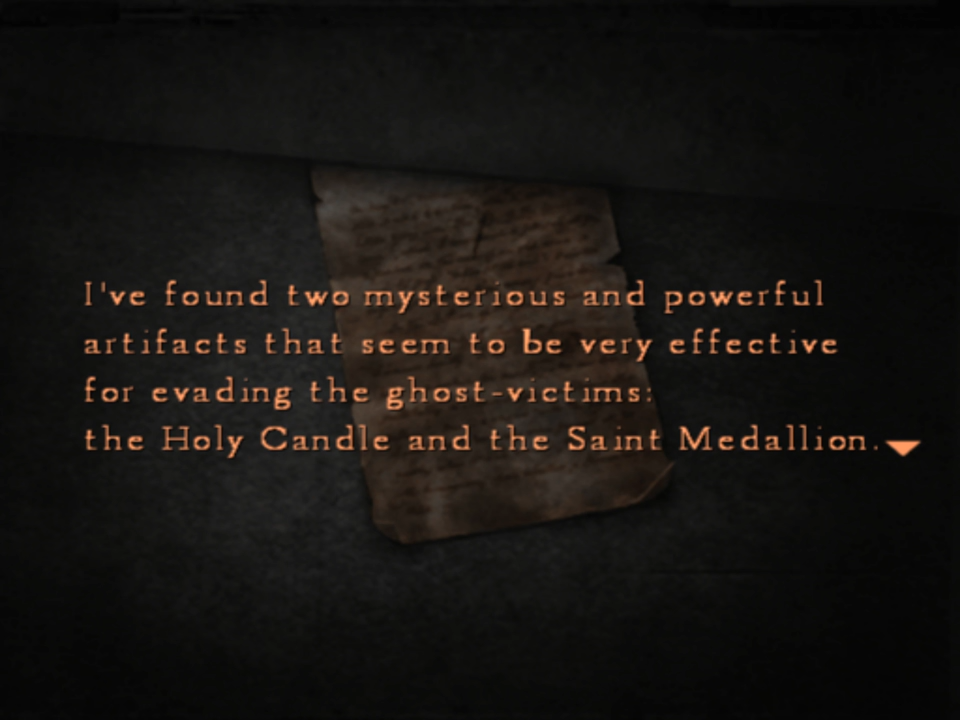 I've found two mysterious and powerful
artifacts that seem to be very effective
for evading the ghost-victims:
the Holy Candle and the Saint Medallion.